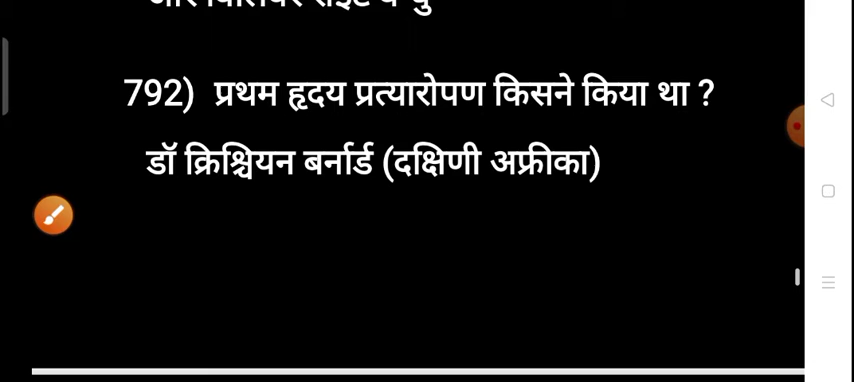 792) प्रथम हृदय प्रत्यारोपण किसने किया था ?
डॉ क्रिश्चियन बर्नार्ड (दक्षिणी अफ्रीका)